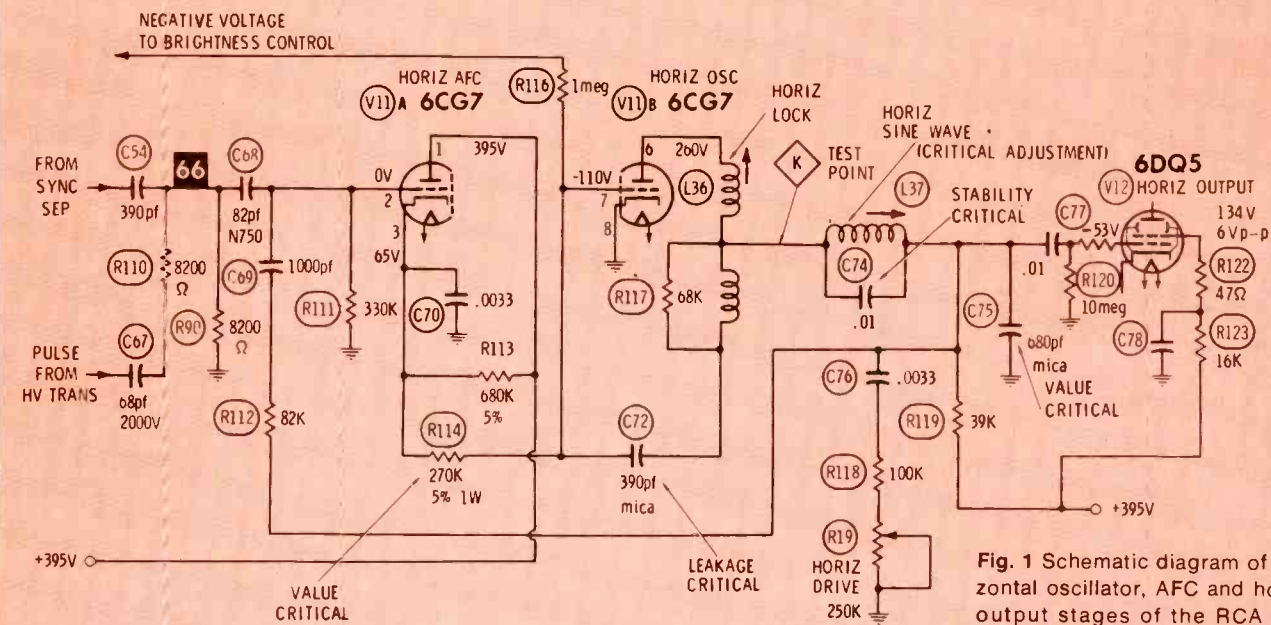 NEGATIVE VOLTAGE
TO BRIGHTNESS CONTROL
HORIZ AFC
V11 A 6CG7
R116
1meg
HORIZ OSC
V11 B 6CG7
HORIZ
LOCK
HORIZ
SINE WAVE
(CRITICAL ADJUSTMENT)
FROM
SYNC
SEP
C54
390pf
66
C68
82pf
N750
0V
2
1
395V
3
65V
-110V
7
6
260V
8
L36
K
TEST
POINT
L37
STABILITY
CRITICAL
6DQ5
V12 HORIZ OUTPUT
134V
6Vp-p
C77
.01
-53V
R120
10meg
R122
47Ω
R110
8200
Ω
C69
1000pf
R111
330K
C70
.0033
R117
68K
C74
.01
C75
680pf
mica
VALUE
CRITICAL
C78
R123
16K
PULSE
FROM
HV TRANS
C67
68pf
2000V
R90
8200
Ω
R112
82K
R113
680K
5%
R114
270K
5% 1W
C72
390pf
mica
C76
.0033
R119
39K
R118
100K
+395V
+395V
VALUE
CRITICAL
LEAKAGE
CRITICAL
R19
HORIZ
DRIVE
250K
Fig. 1 Schematic diagram of
zontal oscillator, AFC and ho
output stages of the RCA